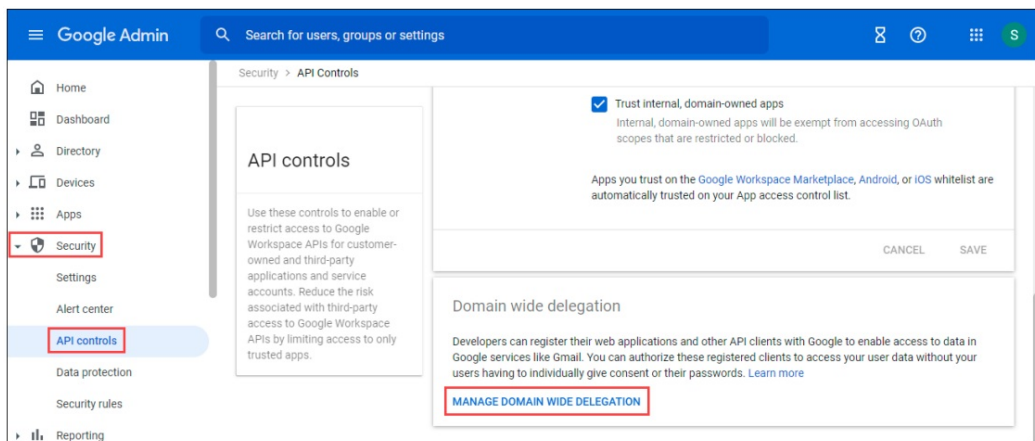 Google Admin
Search for users, groups or settings
S
Home
Dashboard
Directory
Devices
Apps
Security
Settings
Alert center
API controls
Data protection
Security rules
Reporting
Security > API Controls
API controls
Use these controls to enable or
restrict access to Google
Workspace APIs for customer-
owned and third-party
applications and service
accounts. Reduce the risk
associated with third-party
access to Google Workspace
APIs by limiting access to only
trusted apps.
Trust internal, domain-owned apps
Internal, domain-owned apps will be exempt from accessing OAuth
scopes that are restricted or blocked.
Apps you trust on the Google Workspace Marketplace, Android, or iOS whitelist are
automatically trusted on your App access control list.
CANCEL SAVE
Domain wide delegation
Developers can register their web applications and other API clients with Google to enable access to data in
Google services like Gmail. You can authorize these registered clients to access your user data without your
users having to individually give consent or their passwords. Learn more
MANAGE DOMAIN WIDE DELEGATION